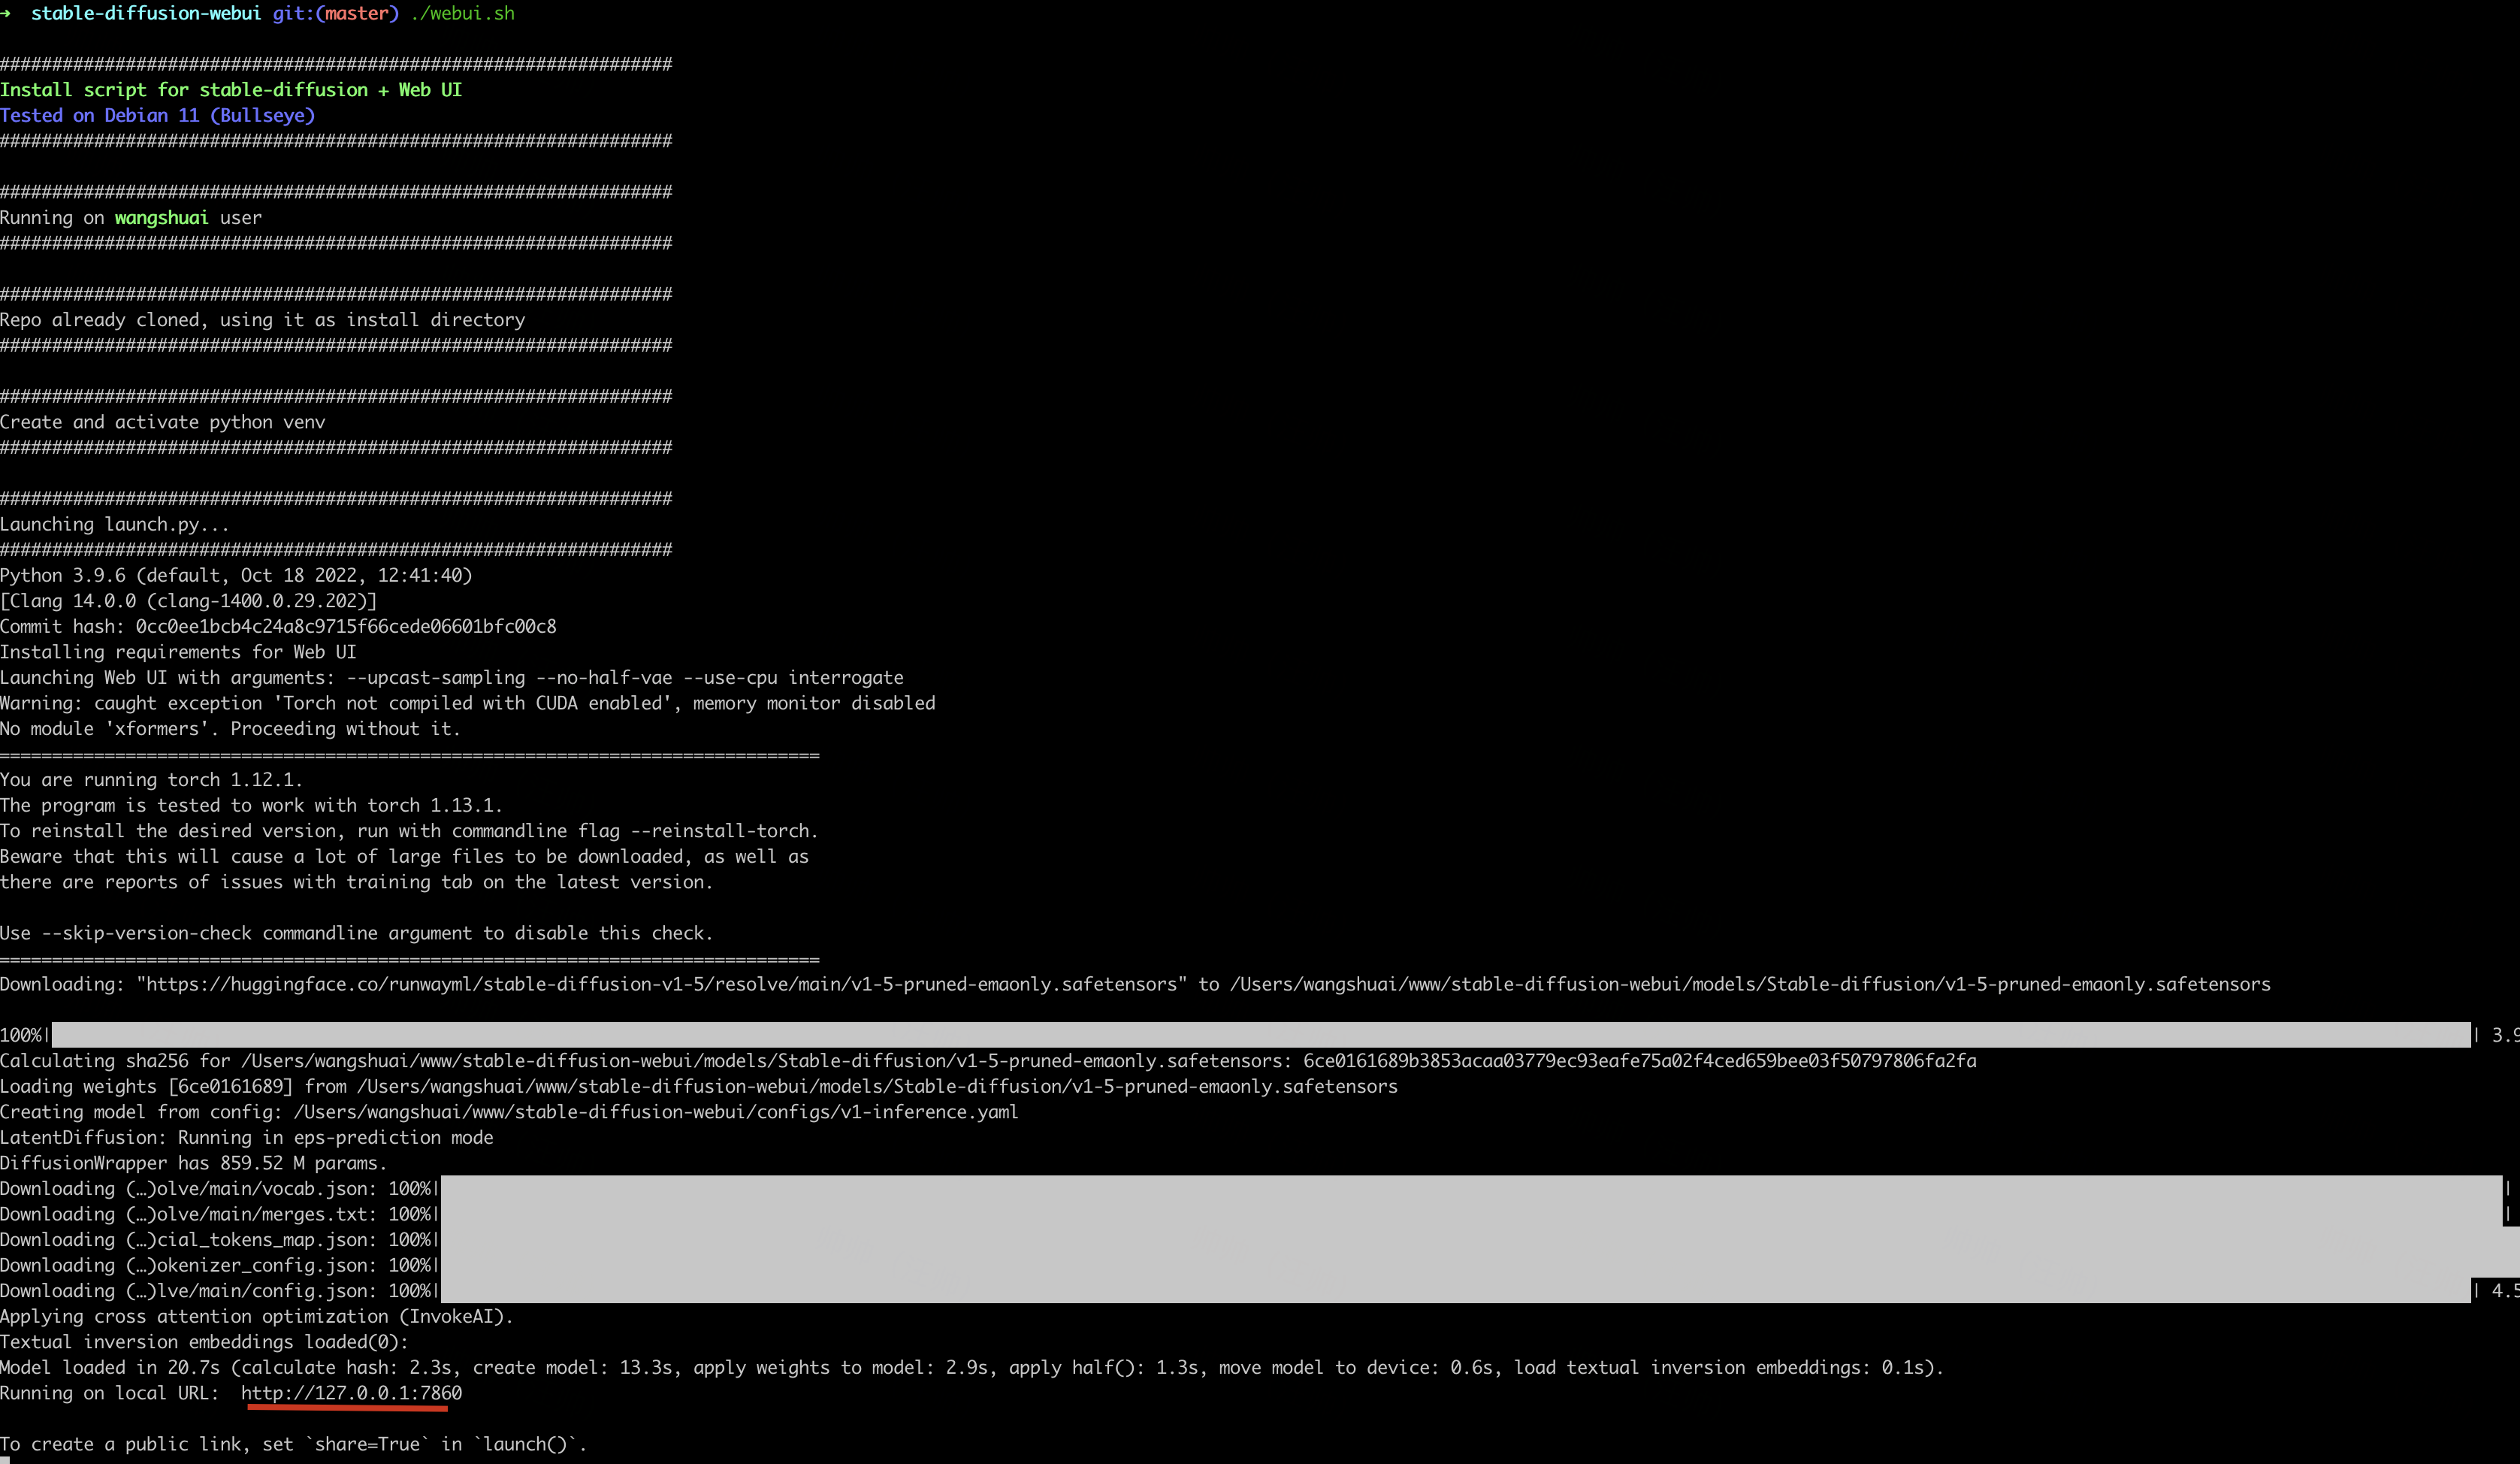 ➜  stable-diffusion-webui git:(master) ./webui.sh
################################################################
Install script for stable-diffusion + Web UI
Tested on Debian 11 (Bullseye)
################################################################
################################################################
Running on wangshuai user
################################################################
################################################################
Repo already cloned, using it as install directory
################################################################
################################################################
Create and activate python venv
################################################################
################################################################
Launching launch.py...
################################################################
Python 3.9.6 (default, Oct 18 2022, 12:41:40)
[Clang 14.0.0 (clang-1400.0.29.202)]
Commit hash: 0cc0ee1bcb4c24a8c9715f66cede06601bfc00c8
Installing requirements for Web UI
Launching Web UI with arguments: --upcast-sampling --no-half-vae --use-cpu interrogate
Warning: caught exception 'Torch not compiled with CUDA enabled', memory monitor disabled
No module 'xformers'. Proceeding without it.
==============================================================================
You are running torch 1.12.1.
The program is tested to work with torch 1.13.1.
To reinstall the desired version, run with commandline flag --reinstall-torch.
Beware that this will cause a lot of large files to be downloaded, as well as
there are reports of issues with training tab on the latest version.
Use --skip-version-check commandline argument to disable this check.
==============================================================================
Downloading: "https://huggingface.co/runwayml/stable-diffusion-v1-5/resolve/main/v1-5-pruned-emaonly.safetensors" to /Users/wangshuai/www/stable-diffusion-webui/models/Stable-diffusion/v1-5-pruned-emaonly.safetensors
100%| | 3.9
Calculating sha256 for /Users/wangshuai/www/stable-diffusion-webui/models/Stable-diffusion/v1-5-pruned-emaonly.safetensors: 6ce0161689b3853acaa03779ec93eafe75a02f4ced659bee03f50797806fa2fa
Loading weights [6ce0161689] from /Users/wangshuai/www/stable-diffusion-webui/models/Stable-diffusion/v1-5-pruned-emaonly.safetensors
Creating model from config: /Users/wangshuai/www/stable-diffusion-webui/configs/v1-inference.yaml
LatentDiffusion: Running in eps-prediction mode
DiffusionWrapper has 859.52 M params.
Downloading (…)olve/main/vocab.json: 100%| |
Downloading (…)olve/main/merges.txt: 100%| |
Downloading (…)cial_tokens_map.json: 100%|
Downloading (…)okenizer_config.json: 100%|
Downloading (…)lve/main/config.json: 100%| | 4.5
Applying cross attention optimization (InvokeAI).
Textual inversion embeddings loaded(0):
Model loaded in 20.7s (calculate hash: 2.3s, create model: 13.3s, apply weights to model: 2.9s, apply half(): 1.3s, move model to device: 0.6s, load textual inversion embeddings: 0.1s).
Running on local URL:  http://127.0.0.1:7860
To create a public link, set `share=True` in `launch()`.